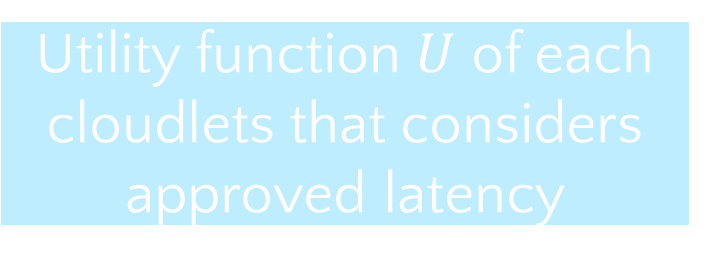 Utility function U of each
cloudlets that considers
approved latency